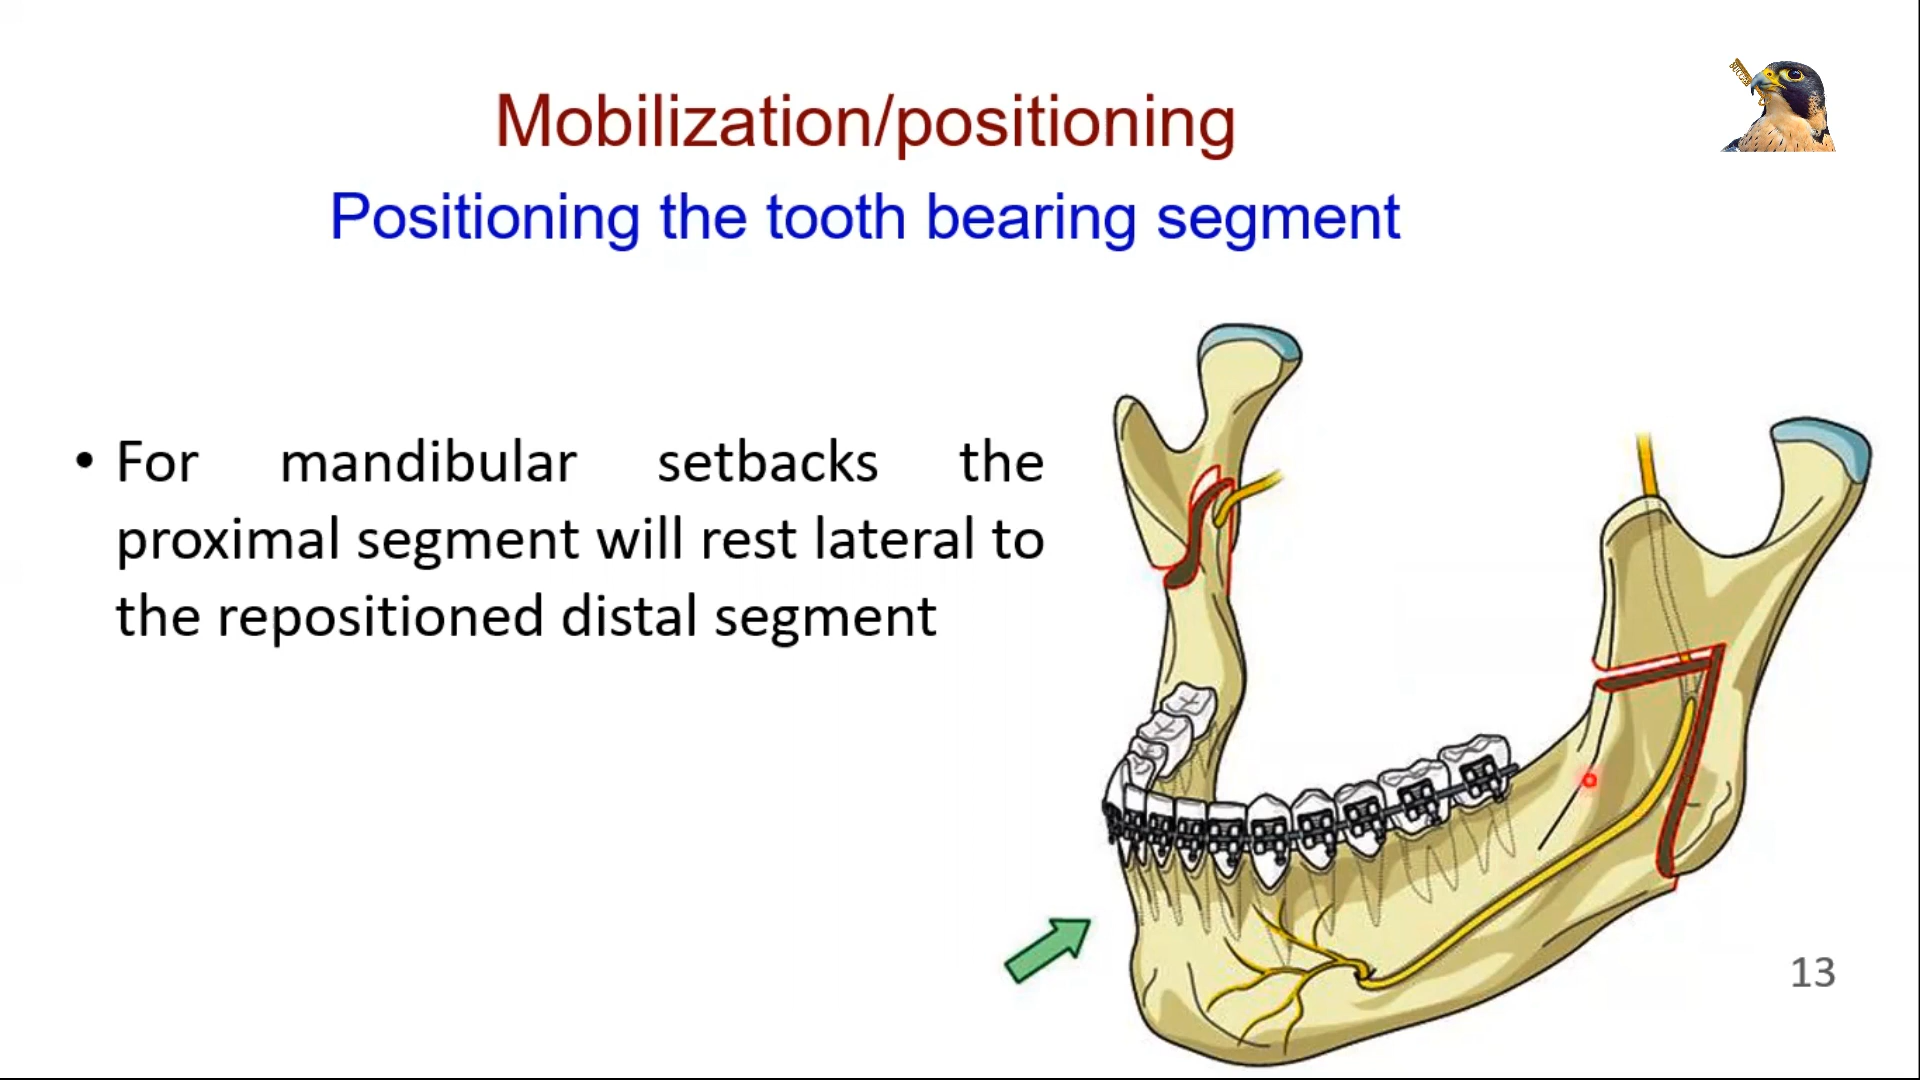 Mobilization/positioning
Positioning the tooth bearing segment
• For mandibular setbacks the
proximal segment will rest lateral to
the repositioned distal segment
13